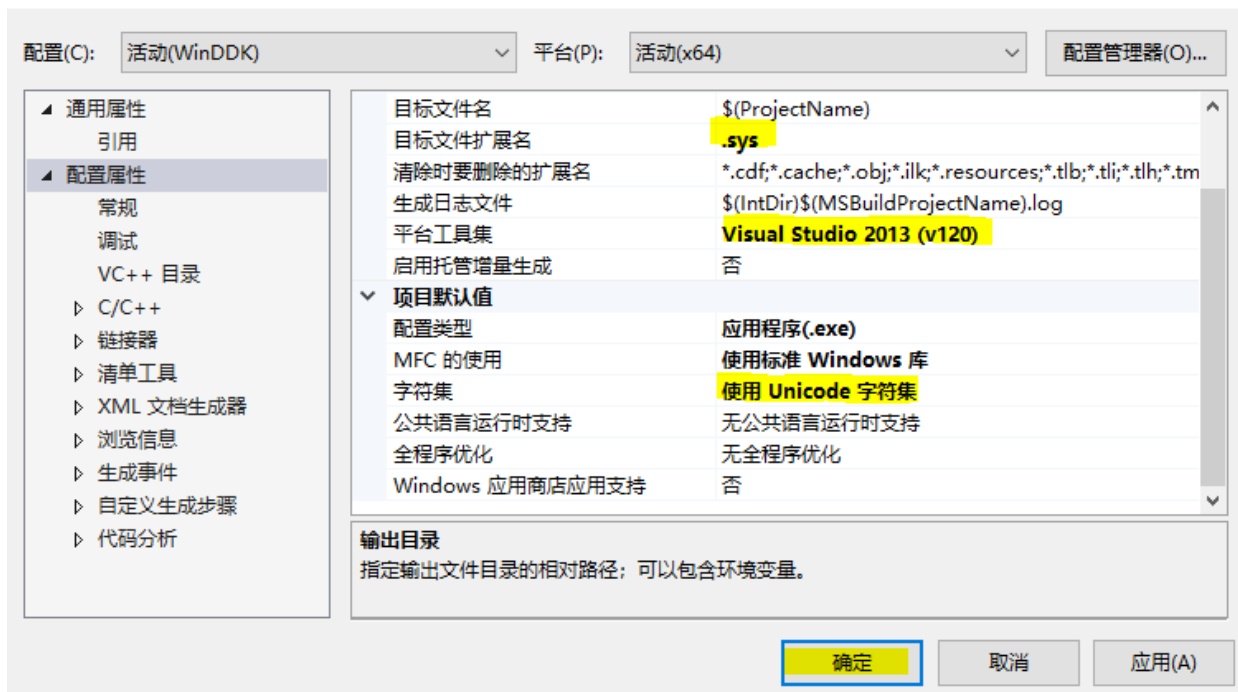 配置(C): 活动(WinDDK) 平台(P): 活动(x64) 配置管理器(O)...
通用属性
引用
配置属性
常规
调试
VC++ 目录
C/C++
链接器
清单工具
XML 文档生成器
浏览信息
生成事件
自定义生成步骤
代码分析
目标文件名 $(ProjectName)
目标文件扩展名 .sys
清除时要删除的扩展名 *.cdf;*.cache;*.obj;*.ilk;*.resources;*.tlb;*.tli;*.tlh;*.tm
生成日志文件 $(IntDir)$(MSBuildProjectName).log
平台工具集 Visual Studio 2013 (v120)
启用托管增量生成 否
项目默认值
配置类型 应用程序(.exe)
MFC 的使用 使用标准 Windows 库
字符集 使用 Unicode 字符集
公共语言运行时支持 无公共语言运行时支持
全程序优化 无全程序优化
Windows 应用商店应用支持 否
输出目录
指定输出文件目录的相对路径；可以包含环境变量。
确定 取消 应用(A)